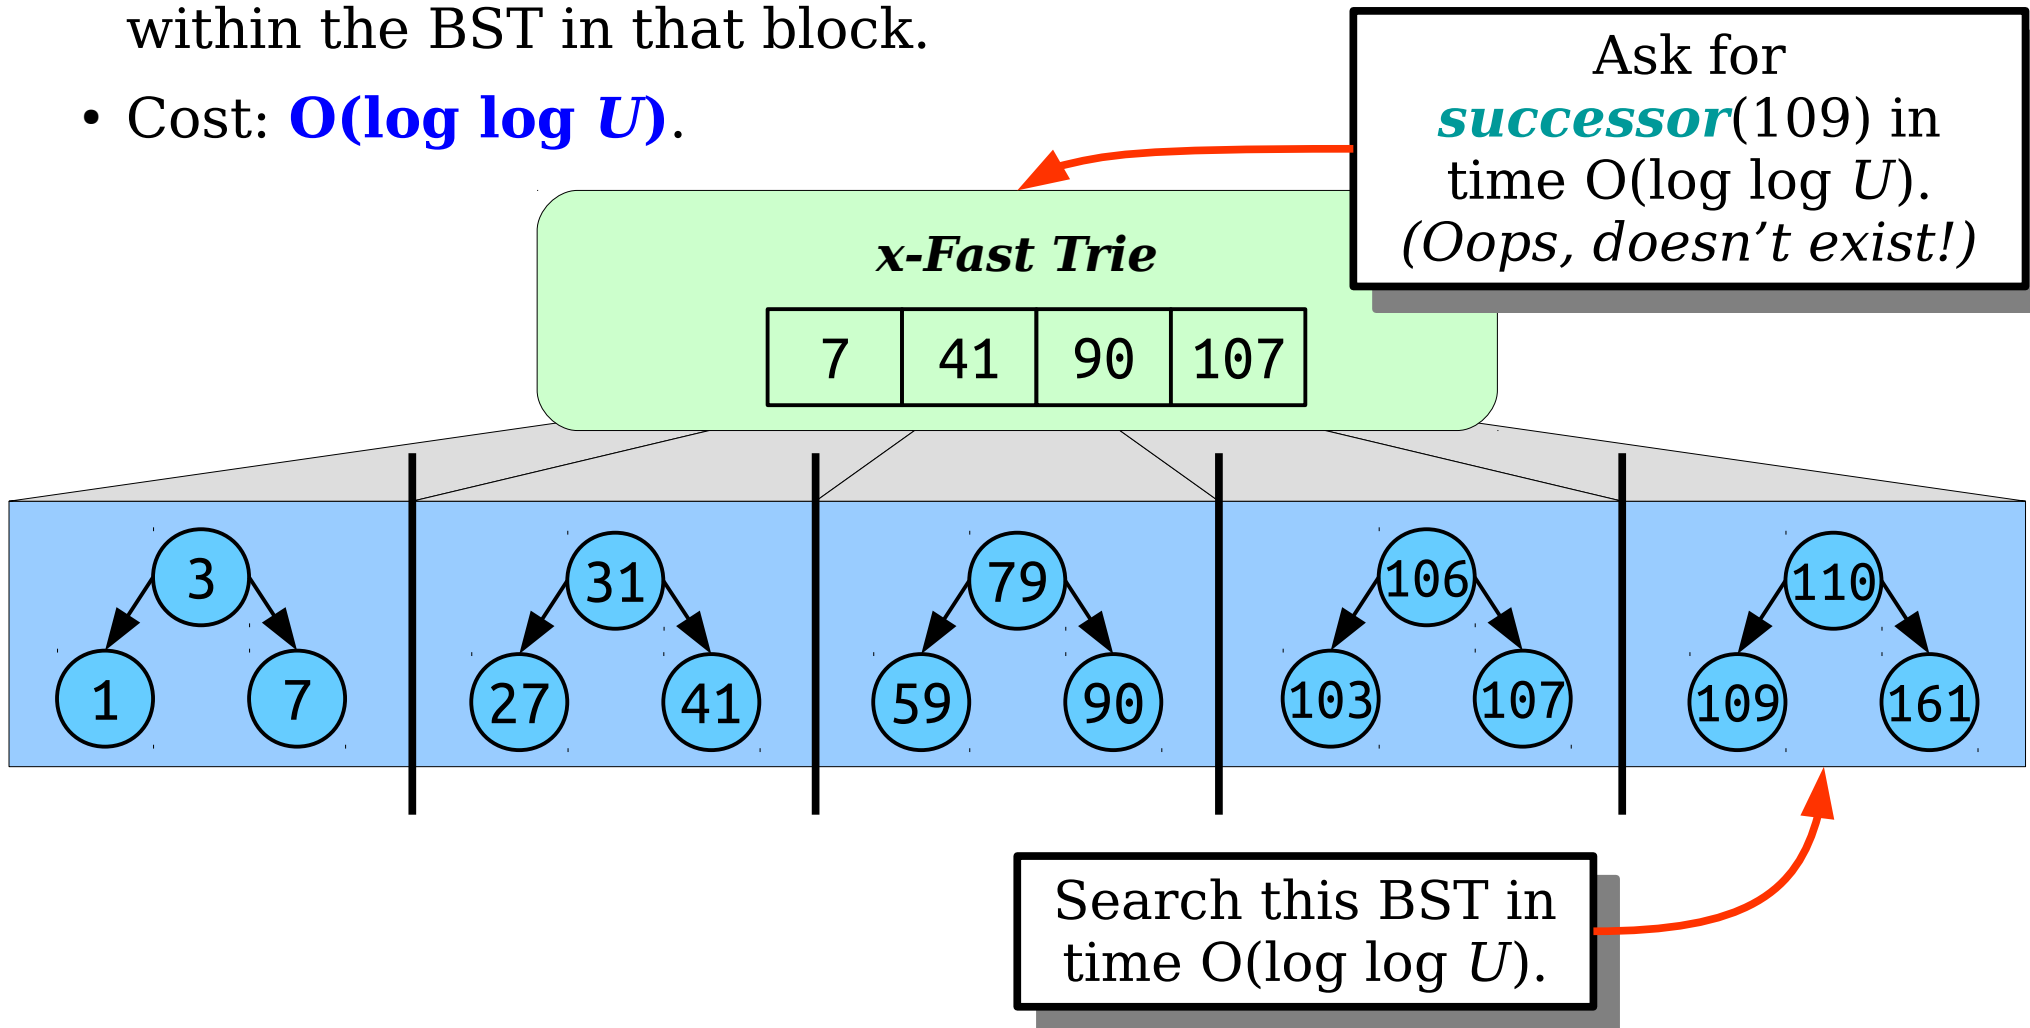 within the BST in that block.
• Cost: O(log log U).
Ask for
successor(109) in
time O(log log U).
(Oops, doesn’t exist!)
x-Fast Trie
7 41 90 107
3 31 79 106 110
1 7 27 41 59 90 103 107 109 161
Search this BST in
time O(log log U).